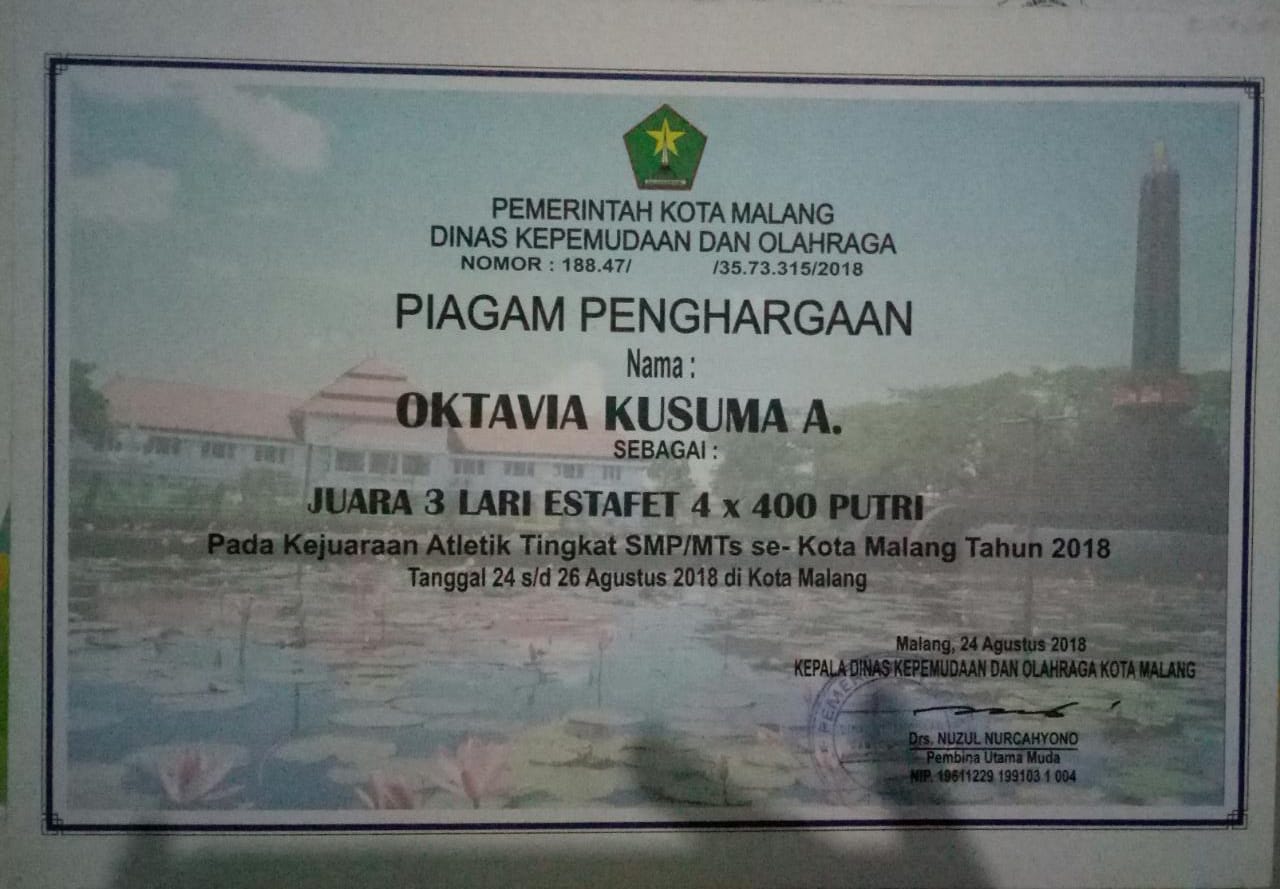 PEMERINTAH KOTA MALANG
DINAS KEPEMUDAAN DAN OLAHRAGA
NOMOR : 188.47/ /35.73.315/2018
PIAGAM PENGHARGAAN
Nama :
OKTAVIA KUSUMA A.
SEBAGAI :
JUARA 3 LARI ESTAFET 4 x 400 PUTRI
Pada Kejuaraan Atletik Tingkat SMP/MTs se- Kota Malang Tahun 2018
Tanggal 24 s/d 26 Agustus 2018 di Kota Malang
Malang, 24 Agustus 2018
KEPALA DINAS KEPEMUDAAN DAN OLAHRAGA KOTA MALANG
Drs. NUZUL NURCAHYONO
Pembina Utama Muda
NIP. 19611229 199103 1 004